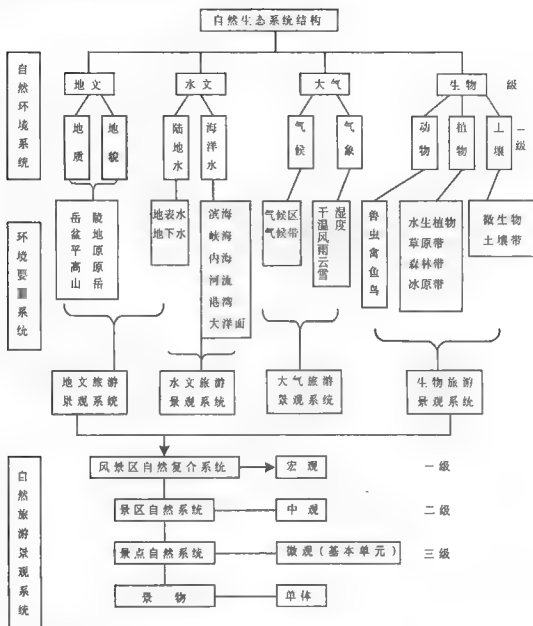 自然生态系统结构
自然环境系统
地文
水文
大气
生物
级
地质
地貌
陆地水
海洋水
气候
气象
动物
植物
土壤
一级
环境要 系统
岳 陵
盆 地
平 原
高 原
山 岳
地表水
地下水
滨海
峡海
内海
河流
港湾
大洋面
气候区
气候带
干温风雨云雪
湿度
兽虫禽鱼鸟
水生植物
草原带
森林带
冰原带
微生物
土壤带
地文旅游
景观系统
水文旅游
景观系统
大气旅游
景观系统
生物旅游
景观系统
自然旅游景观系统
风景区自然复介系统
宏观
一级
景区自然系统
中观
二级
景点自然系统
微观(基本单元)
三级
景物
单体